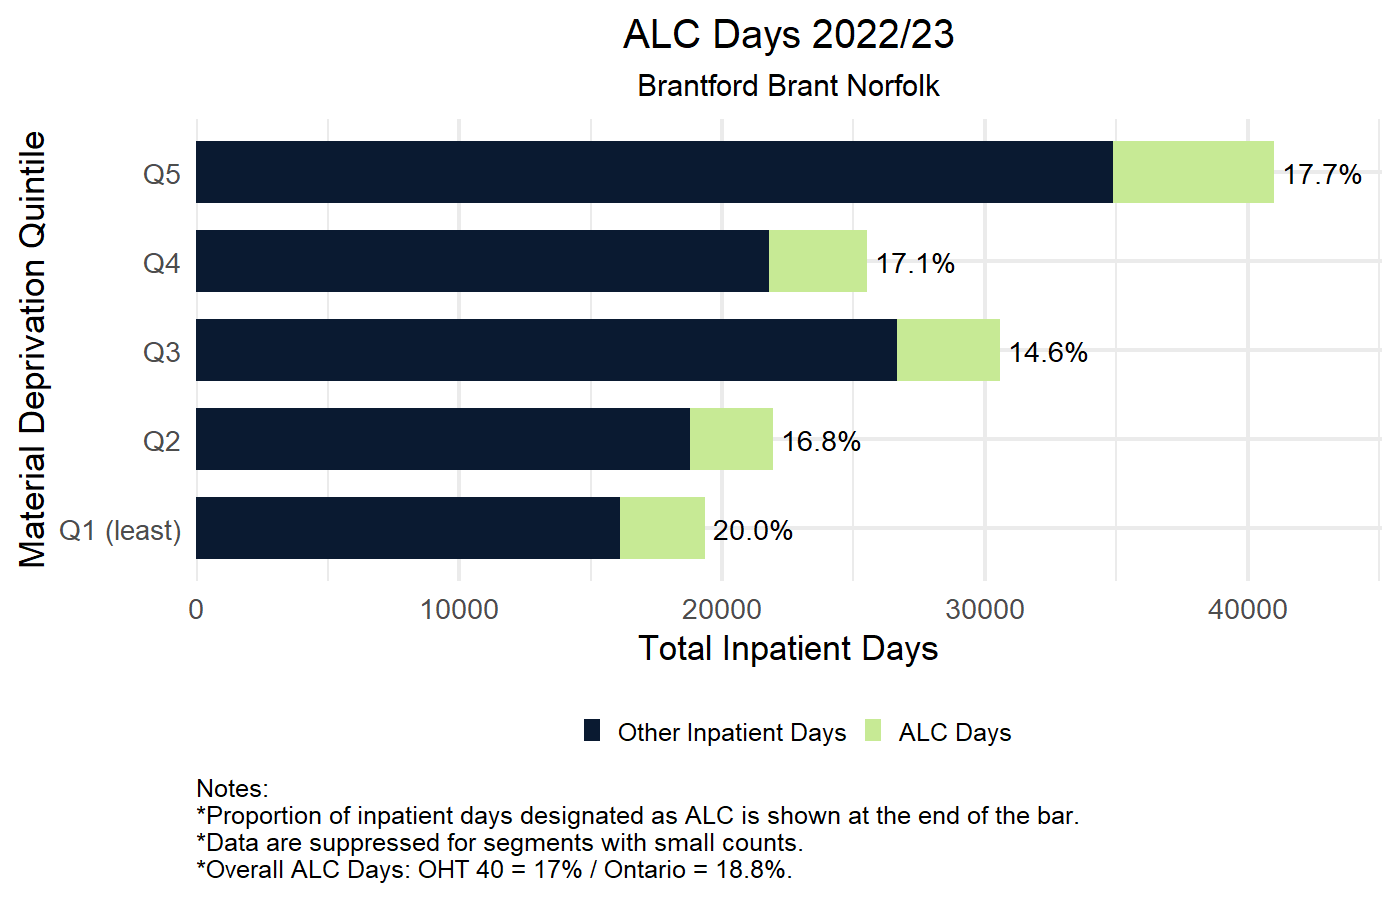 ALC Days 2022/23
Brantford Brant Norfolk
Material Deprivation Quintile
Q5
17.7%
Q4
17.1%
Q3
14.6%
Q2
16.8%
Q1 (least)
20.0%
0
10000
20000
30000
40000
Total Inpatient Days
Other Inpatient Days
ALC Days
Notes:
*Proportion of inpatient days designated as ALC is shown at the end of the bar.
*Data are suppressed for segments with small counts.
*Overall ALC Days: OHT 40 = 17% / Ontario = 18.8%.